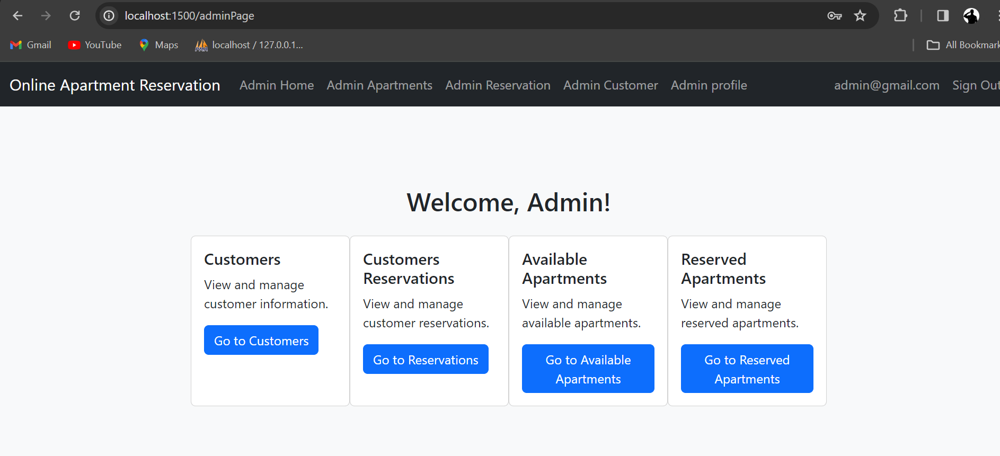 localhost:1500/adminPage
Gmail YouTube Maps PMA localhost / 127.0.0.1... All Bookmark
Online Apartment Reservation Admin Home Admin Apartments Admin Reservation Admin Customer Admin profile admin@gmail.com Sign Out
Welcome, Admin!
Customers
View and manage
customer information.
Go to Customers
Customers
Reservations
View and manage
customer reservations.
Go to Reservations
Available
Apartments
View and manage
available apartments.
Go to Available
Apartments
Reserved
Apartments
View and manage
reserved apartments.
Go to Reserved
Apartments